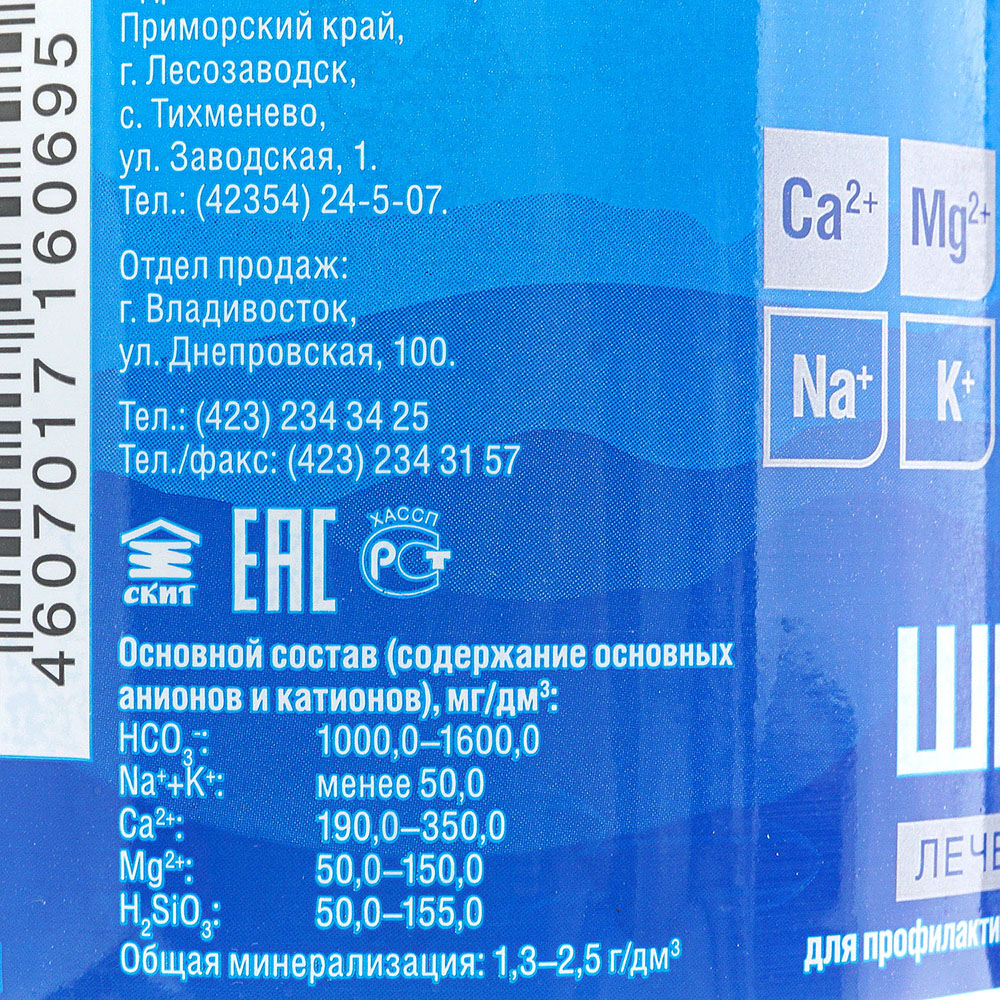 Приморский край,
г. Лесозаводск,
с. Тихменево,
ул. Заводская, 1.
Тел.: (42354) 24-5-07.
Отдел продаж:
г. Владивосток,
ул. Днепровская, 100.
Тел.: (423) 234 34 25
Тел./факс: (423) 234 31 57
СКИТ
ЕАС
ХАССП
РСТ
Основной состав (содержание основных
анионов и катионов), мг/дм³:
HCO₃⁻: 1000,0–1600,0
Na⁺+K⁺: менее 50,0
Ca²⁺: 190,0–350,0
Mg²⁺: 50,0–150,0
H₂SiO₃: 50,0–155,0
Общая минерализация: 1,3–2,5 г/дм³
4607017160695
Ca²⁺ Mg²⁺
Na⁺ K⁺
для